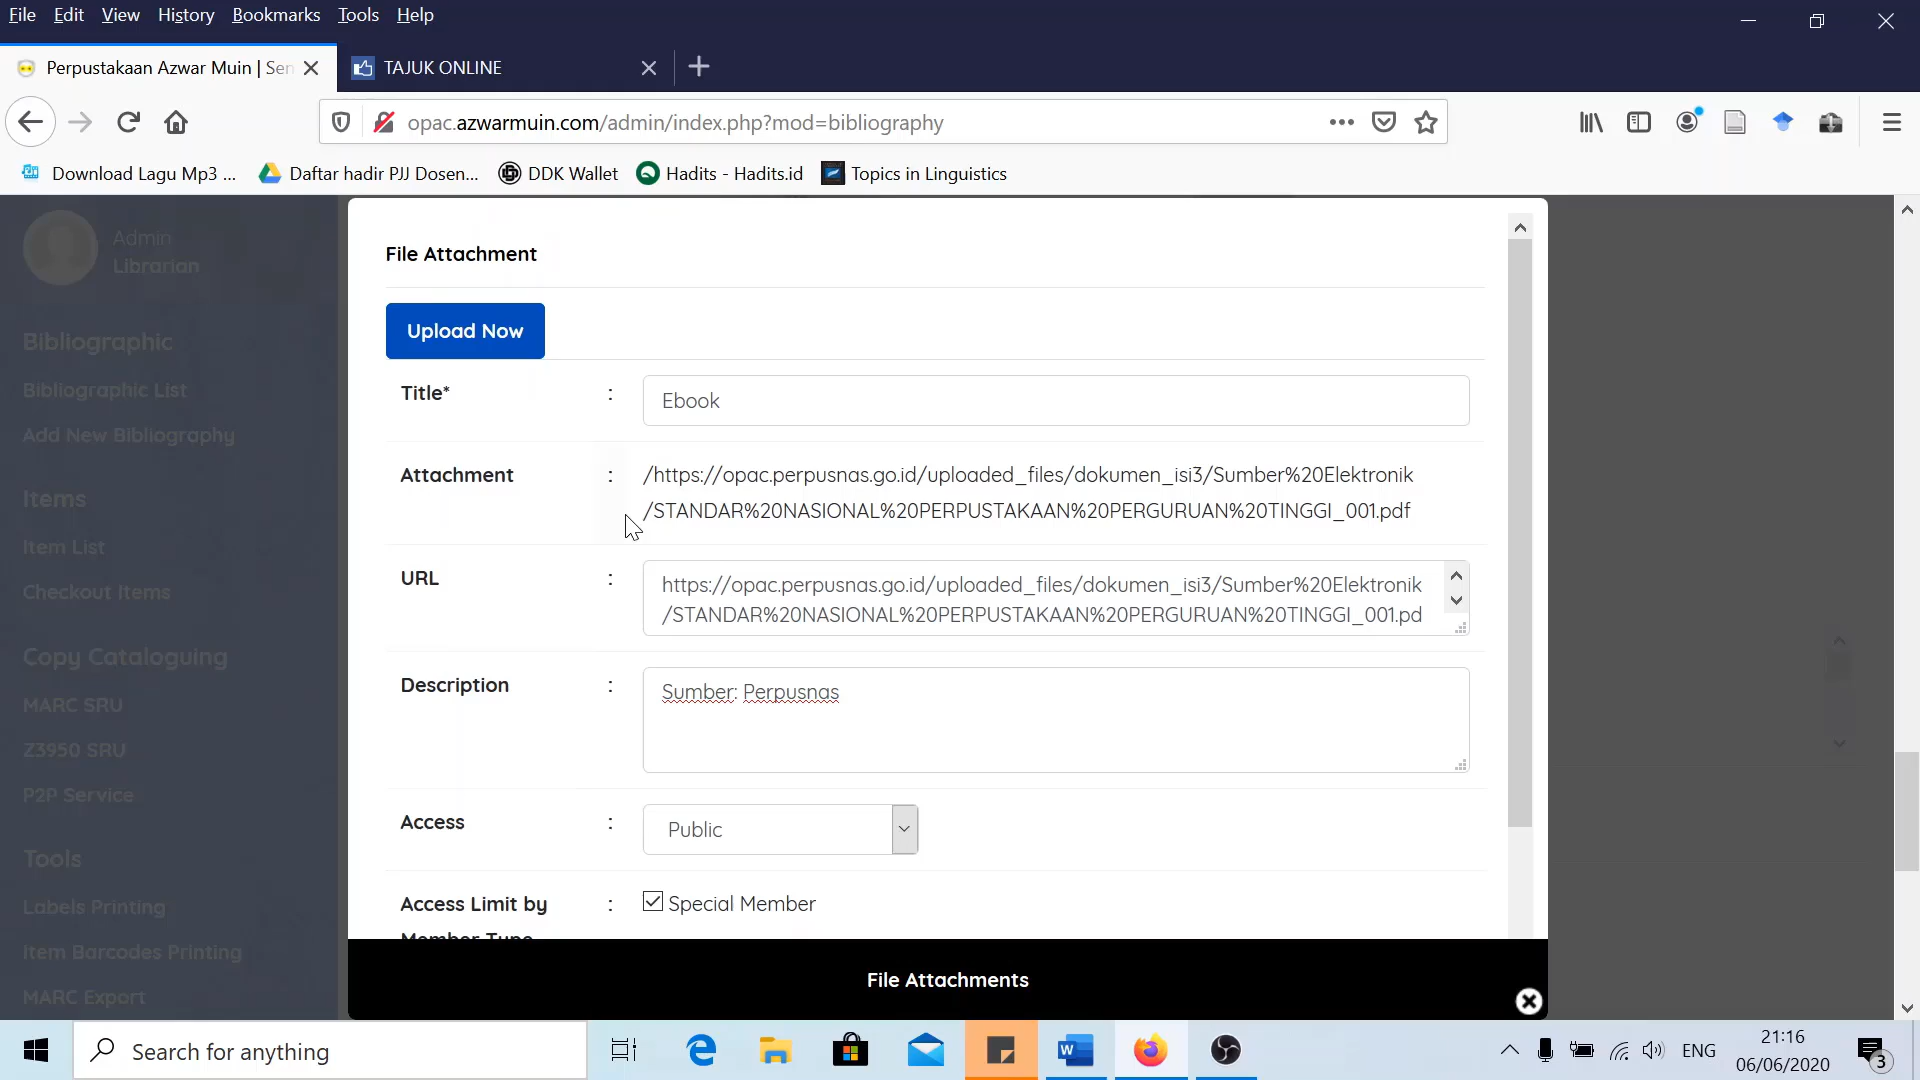 File Edit View History Bookmarks Tools Help
Perpustakaan Azwar Muin | Sen
TAJUK ONLINE
opac.azwarmuin.com/admin/index.php?mod=bibliography
Download Lagu Mp3 ... Daftar hadir PJJ Dosen... DDK Wallet Hadits - Hadits.id Topics in Linguistics
Admin
Librarian
Bibliographic
Bibliographic List
Add New Bibliography
Items
Item List
Checkout Items
Copy Cataloguing
MARC SRU
Z3950 SRU
P2P Service
Tools
Labels Printing
Item Barcodes Printing
MARC Export
File Attachment
Upload Now
Title* : Ebook
Attachment : /https://opac.perpusnas.go.id/uploaded_files/dokumen_isi3/Sumber%20Elektronik
/STANDAR%20NASIONAL%20PERPUSTAKAAN%20PERGURUAN%20TINGGI_001.pdf
URL : https://opac.perpusnas.go.id/uploaded_files/dokumen_isi3/Sumber%20Elektronik
/STANDAR%20NASIONAL%20PERPUSTAKAAN%20PERGURUAN%20TINGGI_001.pd
Description : Sumber: Perpusnas
Access : Public
Access Limit by : Special Member
Member Type
File Attachments
Search for anything
ENG
21:16
06/06/2020
3